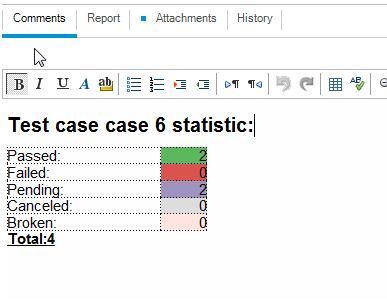 Comments Report Attachments History
B I U A ab
Test case case 6 statistic:
Passed: 2
Failed: 0
Pending: 2
Canceled: 0
Broken: 0
Total:4